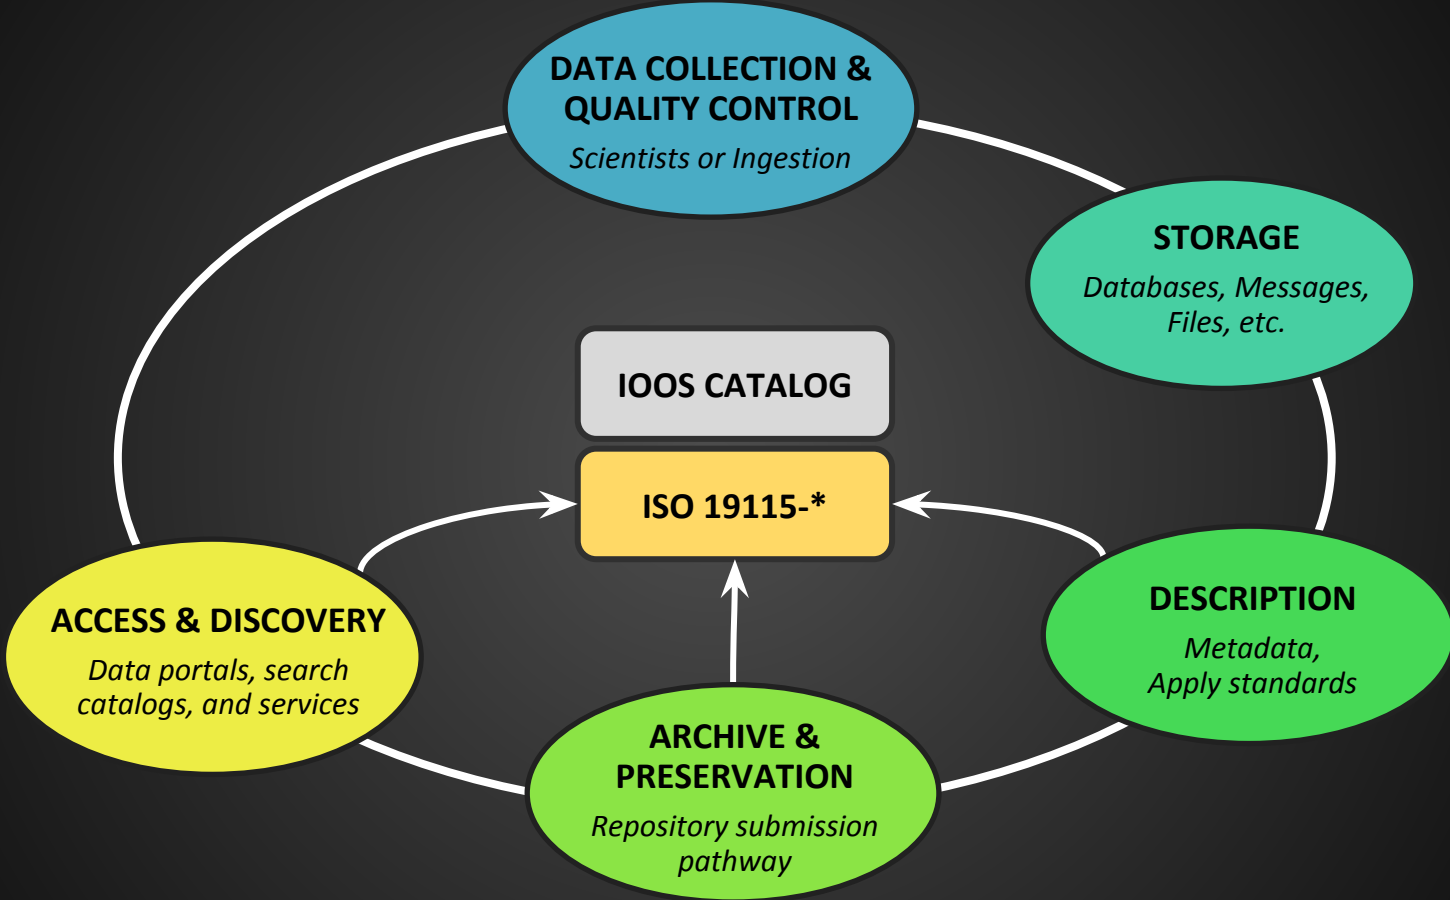 DATA COLLECTION &
QUALITY CONTROL
Scientists or Ingestion
STORAGE
Databases, Messages,
Files, etc.
IOOS CATALOG
ISO 19115-*
ACCESS & DISCOVERY
Data portals, search
catalogs, and services
DESCRIPTION
Metadata,
Apply standards
ARCHIVE &
PRESERVATION
Repository submission
pathway